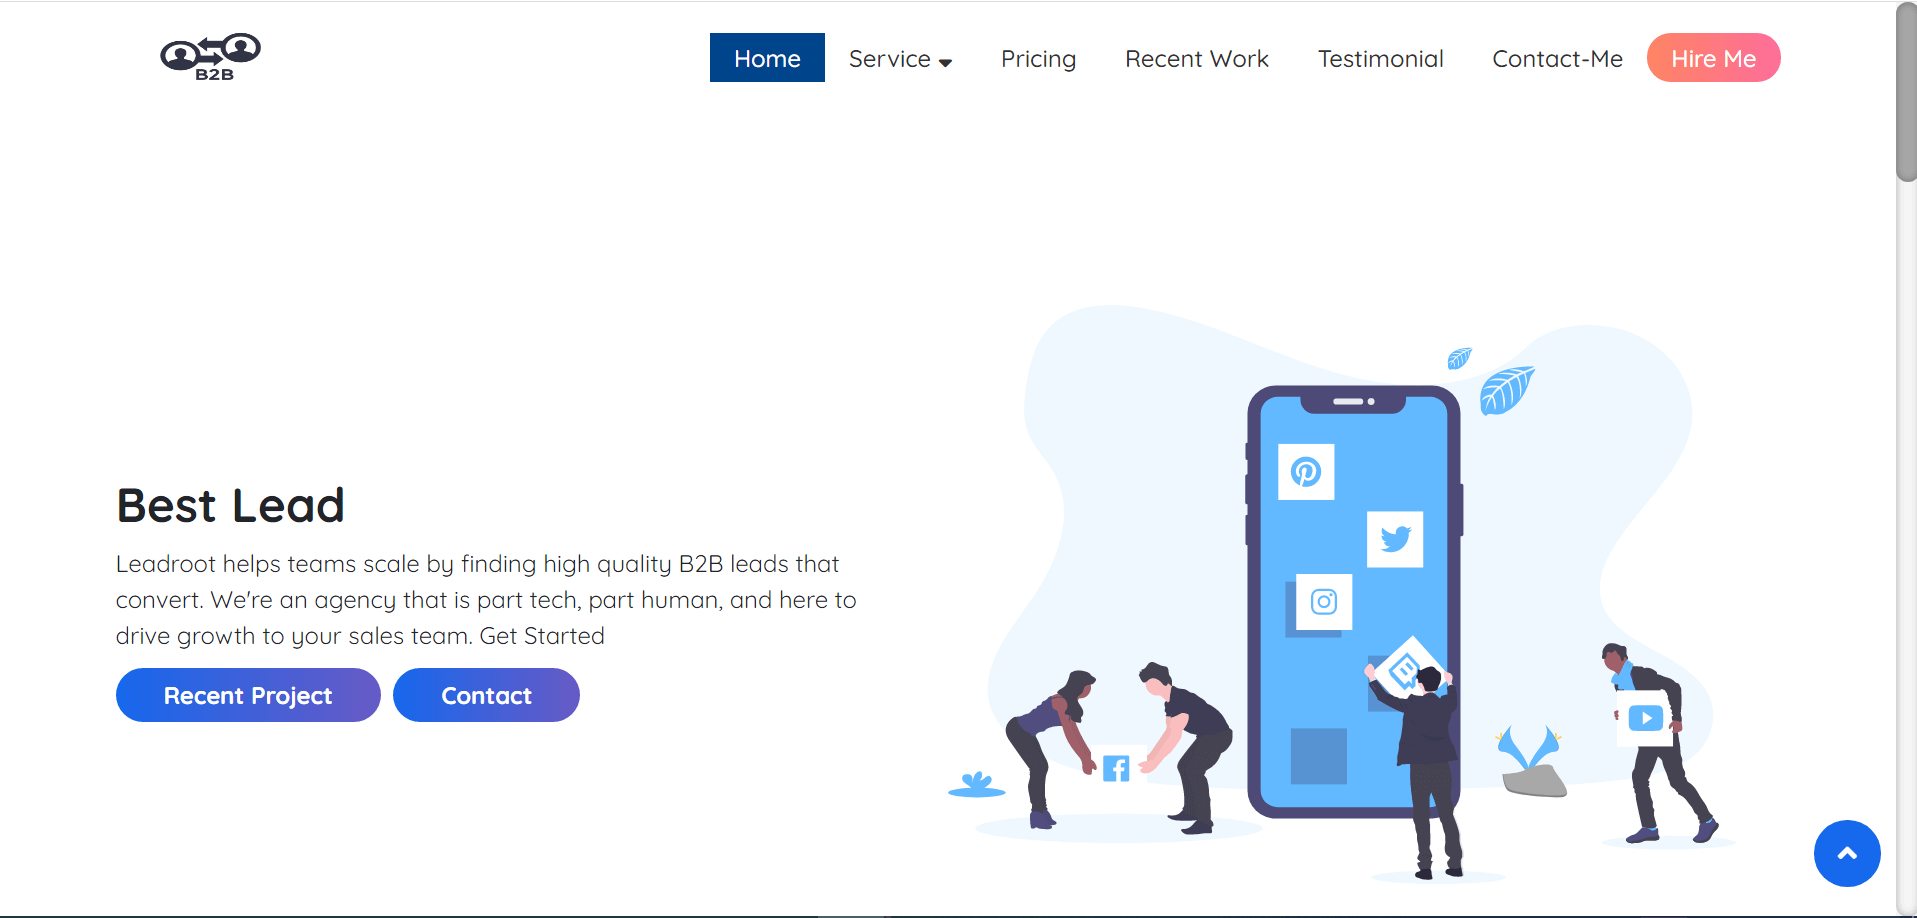 B2B
Home Service Pricing Recent Work Testimonial Contact-Me Hire Me
Best Lead
Leadroot helps teams scale by finding high quality B2B leads that
convert. We're an agency that is part tech, part human, and here to
drive growth to your sales team. Get Started
Recent Project Contact